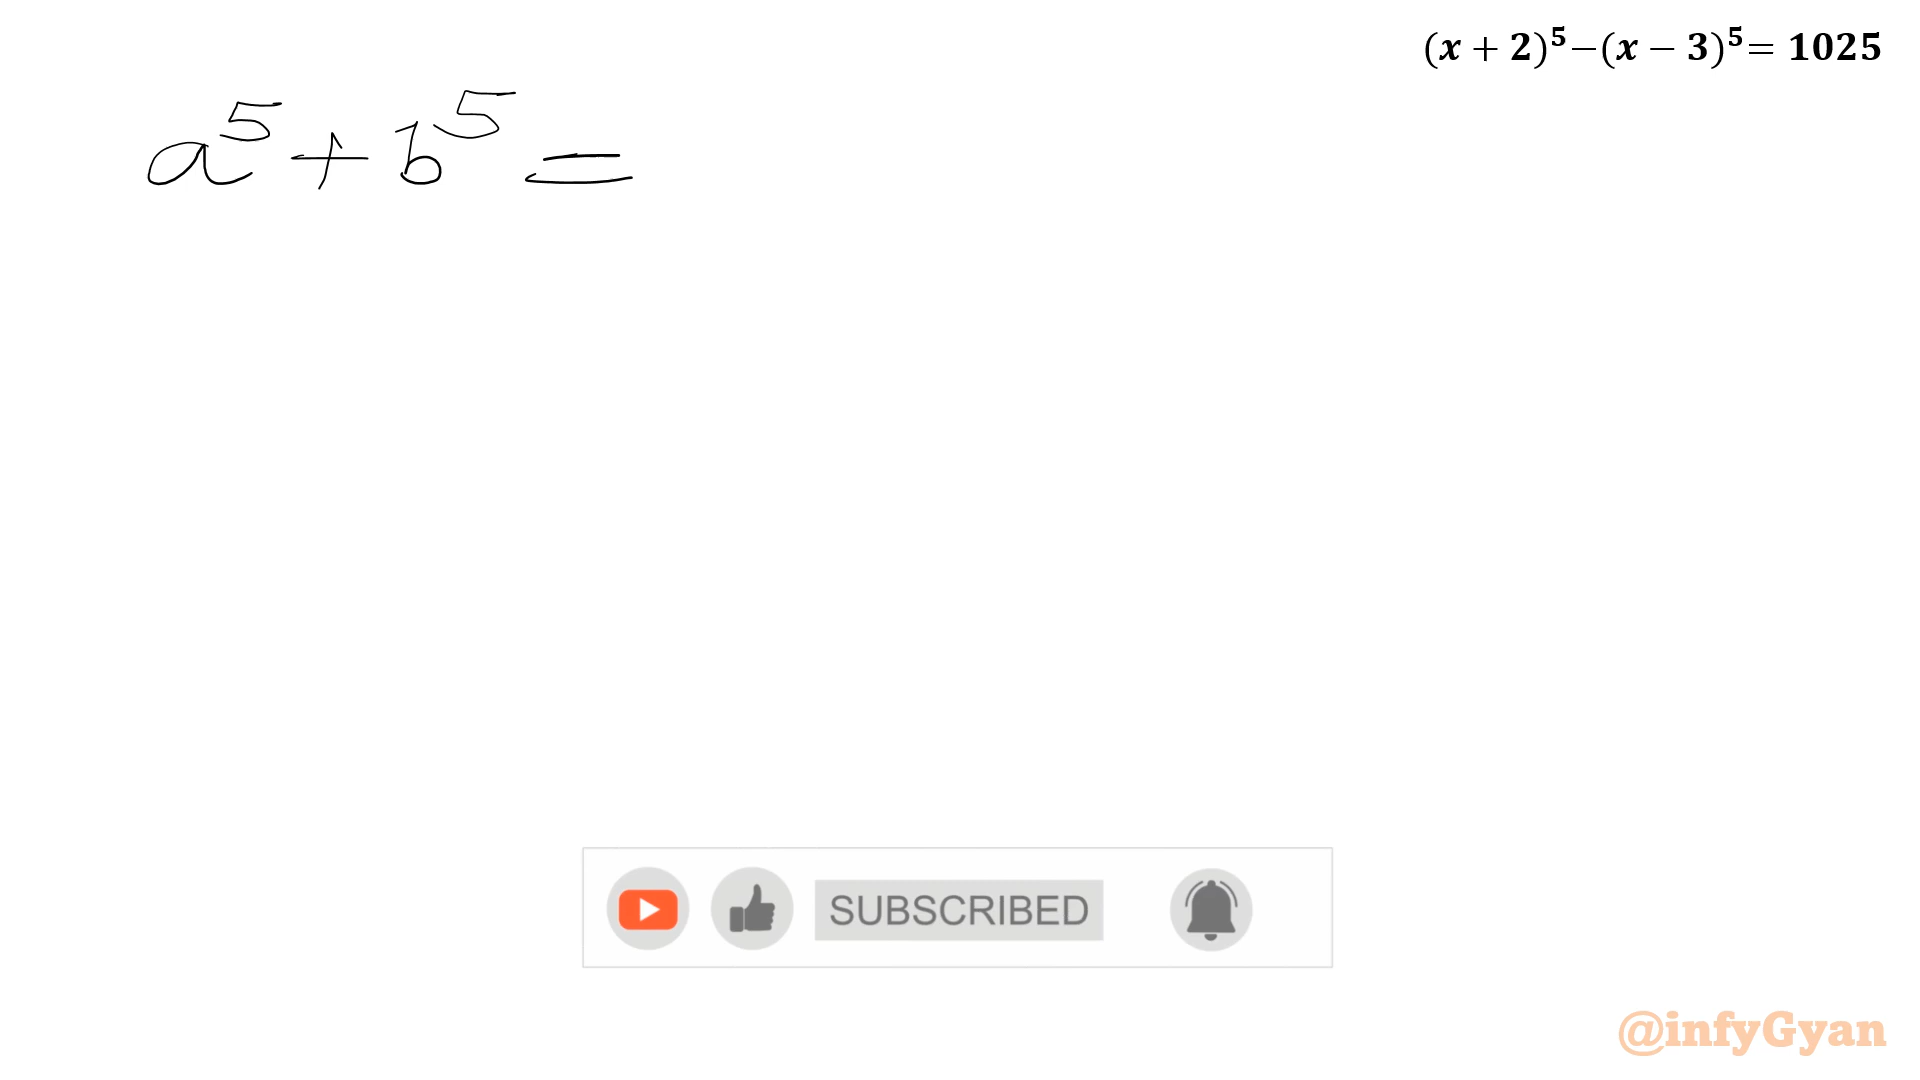 (x + 2)⁵−(x − 3)⁵= 1025
a⁵ + b⁵ =
SUBSCRIBED
@infyGyan